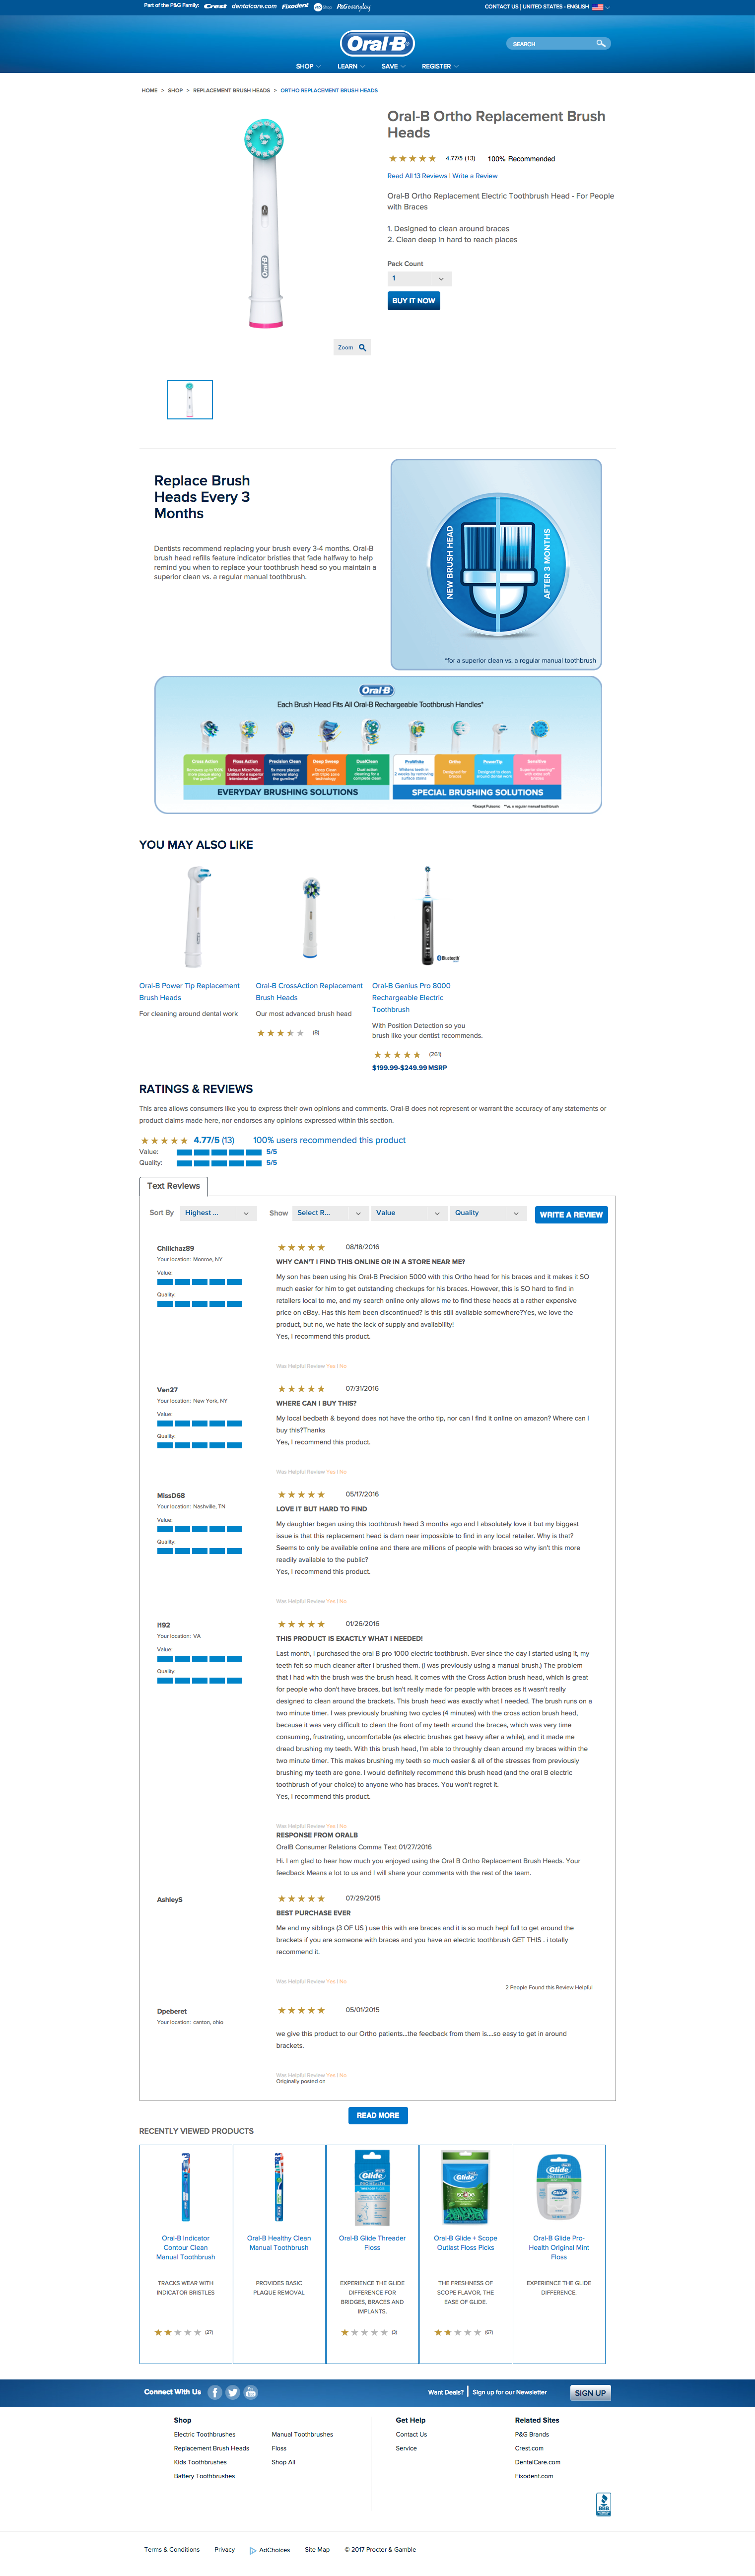 Part of the P&G Family: Crest dentalcare.com Fixodent P&G Shop P&G everyday
CONTACT US | UNITED STATES - ENGLISH
Oral-B
SEARCH
SHOP LEARN SAVE REGISTER
HOME > SHOP > REPLACEMENT BRUSH HEADS > ORTHO REPLACEMENT BRUSH HEADS
Oral-B Ortho Replacement Brush
Heads
4.77/5 (13) 100% Recommended
Read All 13 Reviews | Write a Review
Oral-B Ortho Replacement Electric Toothbrush Head - For People
with Braces
1. Designed to clean around braces
2. Clean deep in hard to reach places
Pack Count
1
BUY IT NOW
Oral-B
Zoom
Replace Brush
Heads Every 3
Months
Dentists recommend replacing your brush every 3-4 months. Oral-B
brush head refills feature indicator bristles that fade halfway to help
remind you when to replace your toothbrush head so you maintain a
superior clean vs. a regular manual toothbrush.
NEW BRUSH HEAD
AFTER 3 MONTHS
*for a superior clean vs. a regular manual toothbrush
Oral-B
Each Brush Head Fits All Oral-B Rechargeable Toothbrush Handles*
Cross Action
Floss Action
Precision Clean
Deep Sweep
DualClean
ProWhite
Ortho
PowerTip
Sensitive
EVERYDAY BRUSHING SOLUTIONS
SPECIAL BRUSHING SOLUTIONS
*Except Pulsonic **vs. a regular manual toothbrush
YOU MAY ALSO LIKE
Bluetooth
Oral-B Power Tip Replacement
Brush Heads
For cleaning around dental work
Oral-B CrossAction Replacement
Brush Heads
Our most advanced brush head
(8)
Oral-B Genius Pro 8000
Rechargeable Electric
Toothbrush
With Position Detection so you
brush like your dentist recommends.
(261)
$199.99-$249.99 MSRP
RATINGS & REVIEWS
This area allows consumers like you to express their own opinions and comments. Oral-B does not represent or warrant the accuracy of any statements or
product claims made here, nor endorses any opinions expressed within this section.
4.77/5 (13) 100% users recommended this product
Value: 5/5
Quality: 5/5
Text Reviews
Sort By Highest ... Show Select R... Value Quality WRITE A REVIEW
Chilichaz89
Your location: Monroe, NY
Value:
Quality:
08/18/2016
WHY CAN'T I FIND THIS ONLINE OR IN A STORE NEAR ME?
My son has been using his Oral-B Precision 5000 with this Ortho head for his braces and it makes it SO
much easier for him to get outstanding checkups for his braces. However, this is SO hard to find in
retailers local to me, and my search online only allows me to find these heads at a rather expensive
price on eBay. Has this item been discontinued? Is this still available somewhere?Yes, we love the
product, but no, we hate the lack of supply and availability!
Yes, I recommend this product.
Was Helpful Review Yes | No
Ven27
Your location: New York, NY
Value:
Quality:
07/31/2016
WHERE CAN I BUY THIS?
My local bedbath & beyond does not have the ortho tip, nor can I find it online on amazon? Where can I
buy this?Thanks
Yes, I recommend this product.
Was Helpful Review Yes | No
MissD68
Your location: Nashville, TN
Value:
Quality:
05/17/2016
LOVE IT BUT HARD TO FIND
My daughter began using this toothbrush head 3 months ago and I absolutely love it but my biggest
issue is that this replacement head is darn near impossible to find in any local retailer. Why is that?
Seems to only be available online and there are millions of people with braces so why isn't this more
readily available to the public?
Yes, I recommend this product.
Was Helpful Review Yes | No
l192
Your location: VA
Value:
Quality:
01/26/2016
THIS PRODUCT IS EXACTLY WHAT I NEEDED!
Last month, I purchased the oral B pro 1000 electric toothbrush. Ever since the day I started using it, my
teeth felt so much cleaner after I brushed them. (I was previously using a manual brush.) The problem
that I had with the brush was the brush head. It comes with the Cross Action brush head, which is great
for people who don't have braces, but isn't really made for people with braces as it wasn't really
designed to clean around the brackets. This brush head was exactly what I needed. The brush runs on a
two minute timer. I was previously brushing two cycles (4 minutes) with the cross action brush head,
because it was very difficult to clean the front of my teeth around the braces, which was very time
consuming, frustrating, uncomfortable (as electric brushes get heavy after a while), and it made me
dread brushing my teeth. With this brush head, I'm able to throughly clean around my braces within the
two minute timer. This makes brushing my teeth so much easier & all of the stresses from previously
brushing my teeth are gone. I would definitely recommend this brush head (and the oral B electric
toothbrush of your choice) to anyone who has braces. You won't regret it.
Yes, I recommend this product.
Was Helpful Review Yes | No
RESPONSE FROM ORALB
OralB Consumer Relations Comma Text 01/27/2016
Hi. I am glad to hear how much you enjoyed using the Oral B Ortho Replacement Brush Heads. Your
feedback Means a lot to us and I will share your comments with the rest of the team.
AshleyS
07/29/2015
BEST PURCHASE EVER
Me and my siblings (3 OF US ) use this with are braces and it is so much hepl full to get around the
brackets if you are someone with braces and you have an electric toothbrush GET THIS . i totally
recommend it.
Was Helpful Review Yes | No
2 People Found this Review Helpful
Dpeberet
Your location: canton, ohio
05/01/2015
we give this product to our Ortho patients...the feedback from them is....so easy to get in around
brackets.
Was Helpful Review Yes | No
Originally posted on
READ MORE
RECENTLY VIEWED PRODUCTS
Oral-B Indicator
Contour Clean
Manual Toothbrush
TRACKS WEAR WITH
INDICATOR BRISTLES
(27)
Oral-B Healthy Clean
Manual Toothbrush
PROVIDES BASIC
PLAQUE REMOVAL
Glide
Oral-B Glide Threader
Floss
EXPERIENCE THE GLIDE
DIFFERENCE FOR
BRIDGES, BRACES AND
IMPLANTS.
(3)
Glide
scope
Oral-B Glide + Scope
Outlast Floss Picks
THE FRESHNESS OF
SCOPE FLAVOR, THE
EASE OF GLIDE.
(67)
Glide
Oral-B Glide Pro-
Health Original Mint
Floss
EXPERIENCE THE GLIDE
DIFFERENCE.
Connect With Us
Want Deals? | Sign up for our Newsletter SIGN UP
Shop
Electric Toothbrushes
Replacement Brush Heads
Kids Toothbrushes
Battery Toothbrushes
Manual Toothbrushes
Floss
Shop All
Get Help
Contact Us
Service
Related Sites
P&G Brands
Crest.com
DentalCare.com
Fixodent.com
BBB
Terms & Conditions Privacy AdChoices Site Map © 2017 Procter & Gamble